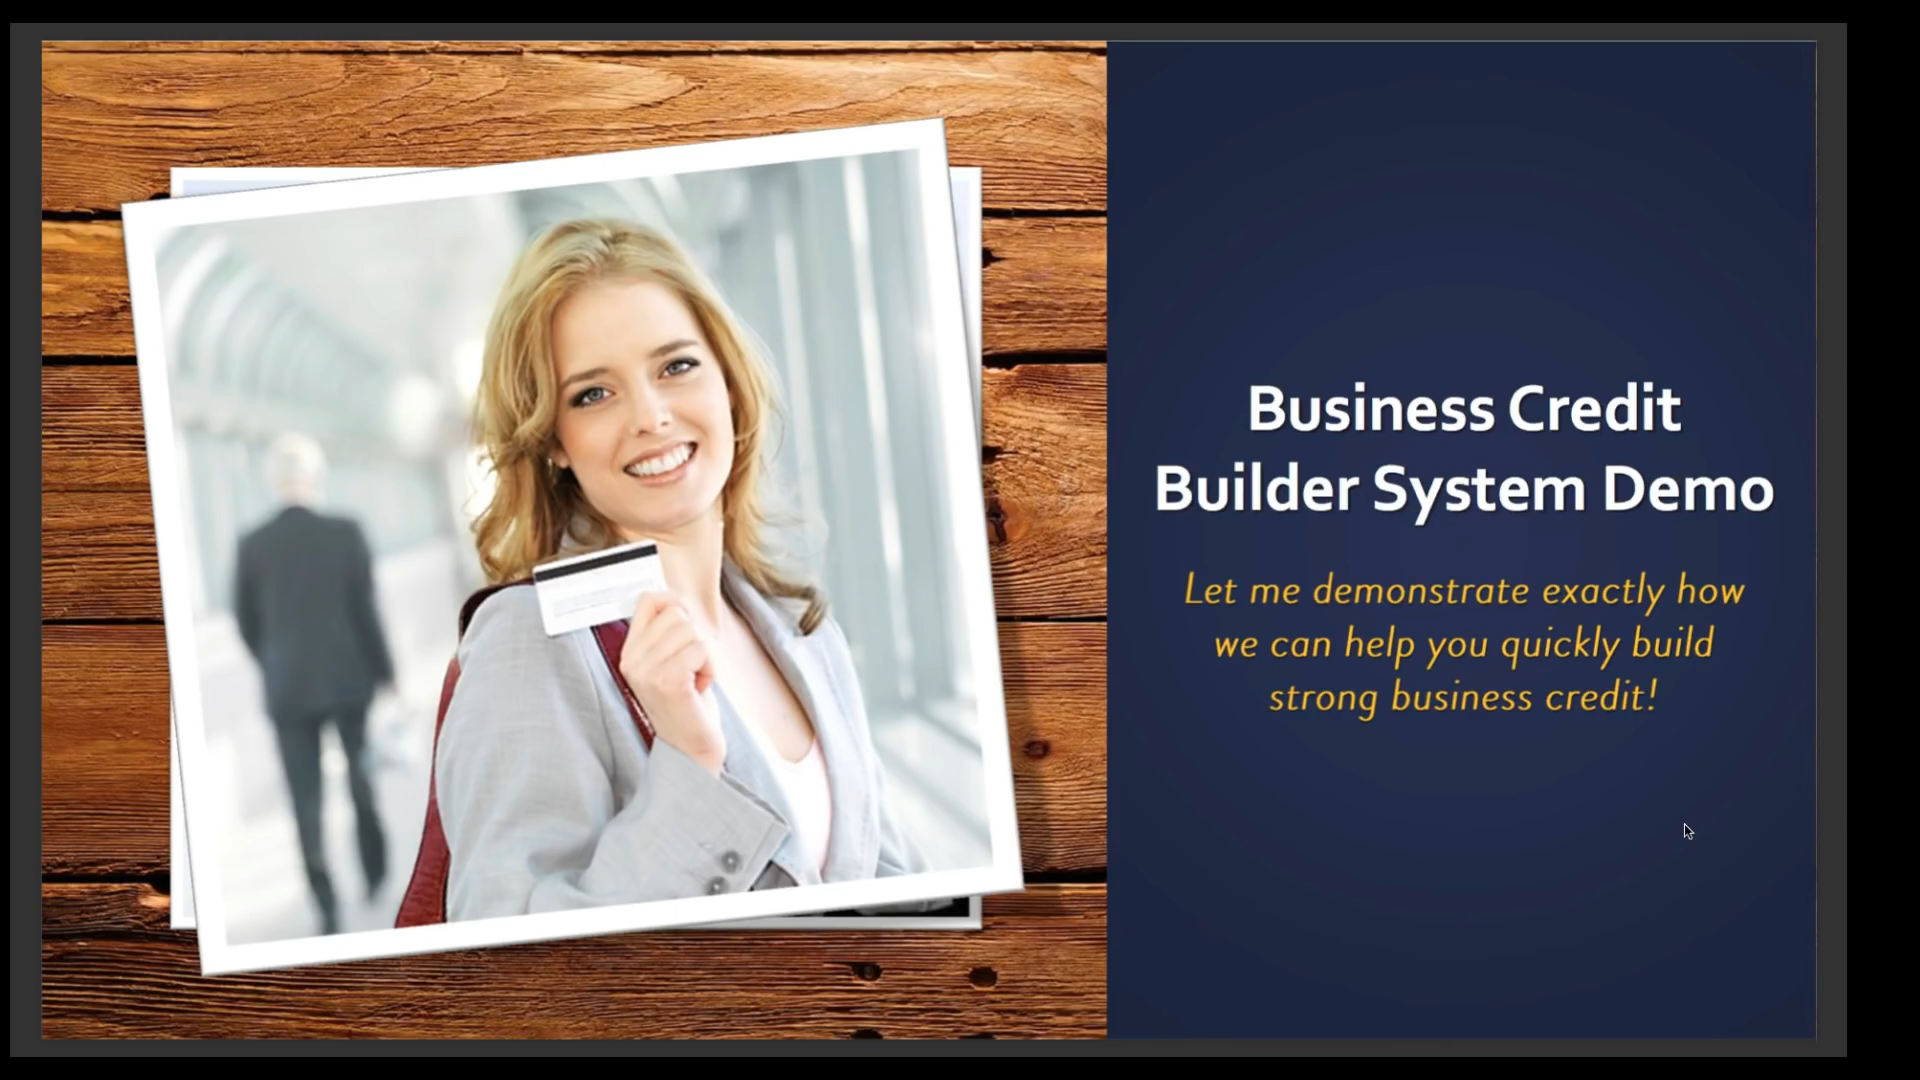 Business Credit
Builder System Demo
Let me demonstrate exactly how
we can help you quickly build
strong business credit!